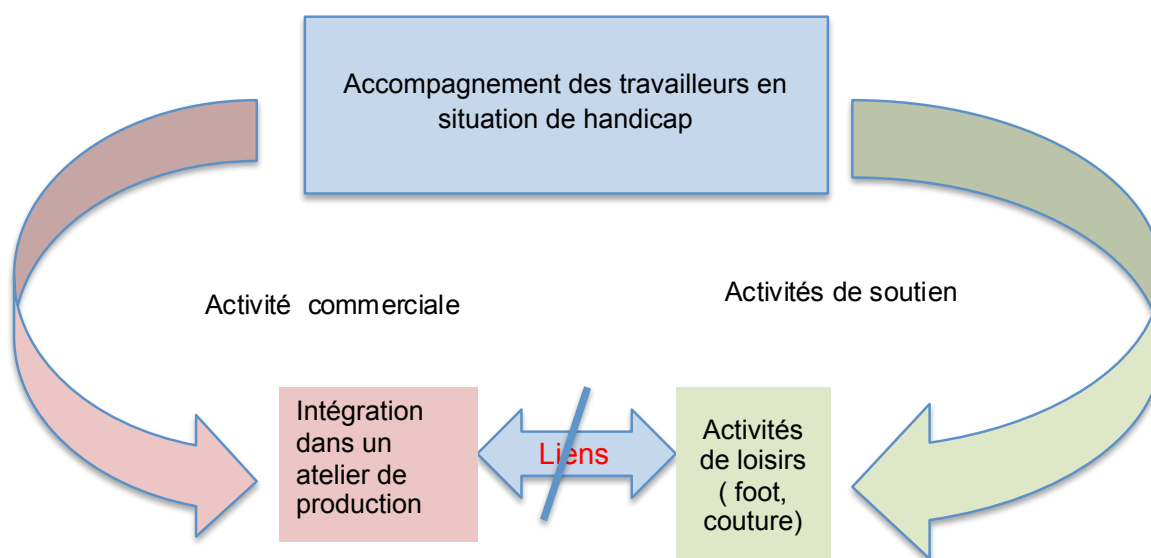 Accompagnement des travailleurs en
situation de handicap
Activité commerciale
Activités de soutien
Intégration
dans un
atelier de
production
Liens
Activités
de loisirs
( foot,
couture)